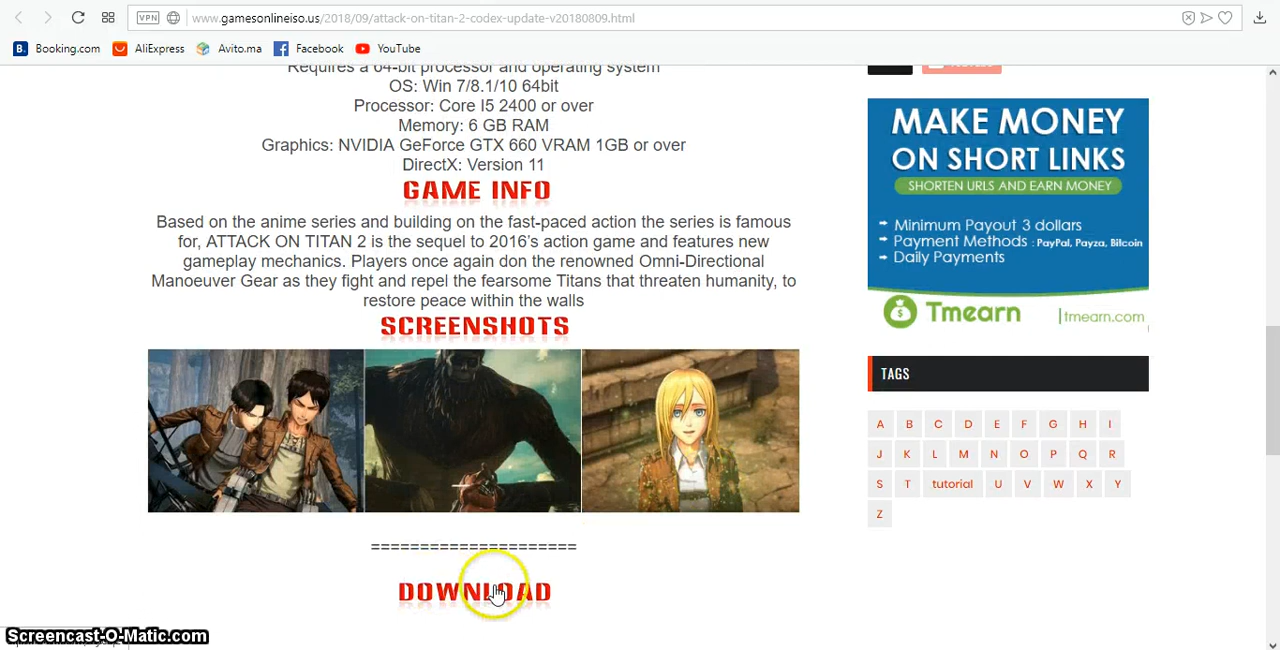 VPN www.gamesonlineiso.us/2018/09/attack-on-titan-2-codex-update-v20180809.html
B. Booking.com AliExpress Avito.ma Facebook YouTube
Requires a 64-bit processor and operating system
OS: Win 7/8.1/10 64bit
Processor: Core I5 2400 or over
Memory: 6 GB RAM
Graphics: NVIDIA GeForce GTX 660 VRAM 1GB or over
DirectX: Version 11
GAME INFO
Based on the anime series and building on the fast-paced action the series is famous
for, ATTACK ON TITAN 2 is the sequel to 2016's action game and features new
gameplay mechanics. Players once again don the renowned Omni-Directional
Manoeuver Gear as they fight and repel the fearsome Titans that threaten humanity, to
restore peace within the walls
SCREENSHOTS
=====================
DOWNLOAD
MAKE MONEY
ON SHORT LINKS
SHORTEN URLS AND EARN MONEY
Minimum Payout 3 dollars
Payment Methods : PayPal, Payza, Bitcoin
Daily Payments
$ Tmearn |tmearn.com
TAGS
A B C D E F G H I
J K L M N O P Q R
S T tutorial U V W X Y
Z
Screencast-O-Matic.com